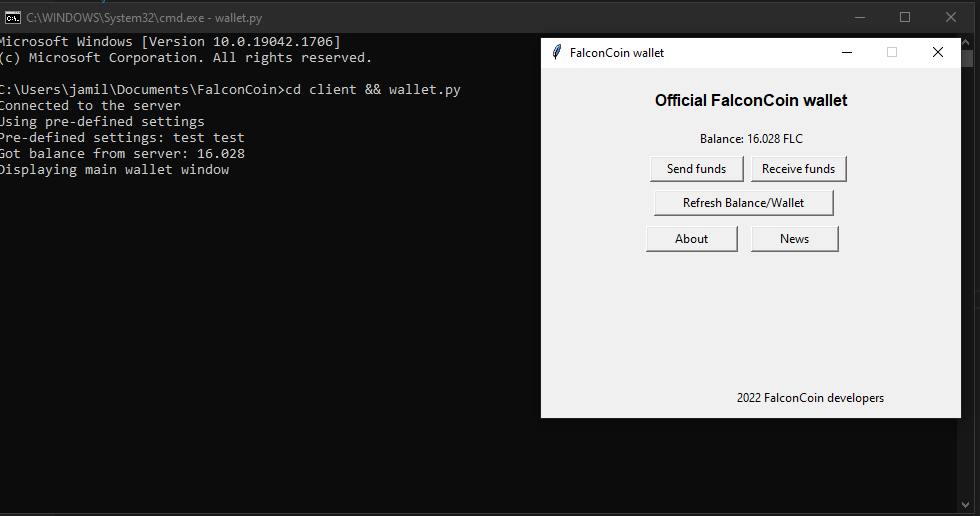 C:\WINDOWS\System32\cmd.exe - wallet.py
Microsoft Windows [Version 10.0.19042.1706]
(c) Microsoft Corporation. All rights reserved.
C:\Users\jamil\Documents\FalconCoin>cd client && wallet.py
Connected to the server
Using pre-defined settings
Pre-defined settings: test test
Got balance from server: 16.028
Displaying main wallet window
FalconCoin wallet
Official FalconCoin wallet
Balance: 16.028 FLC
Send funds Receive funds
Refresh Balance/Wallet
About News
2022 FalconCoin developers